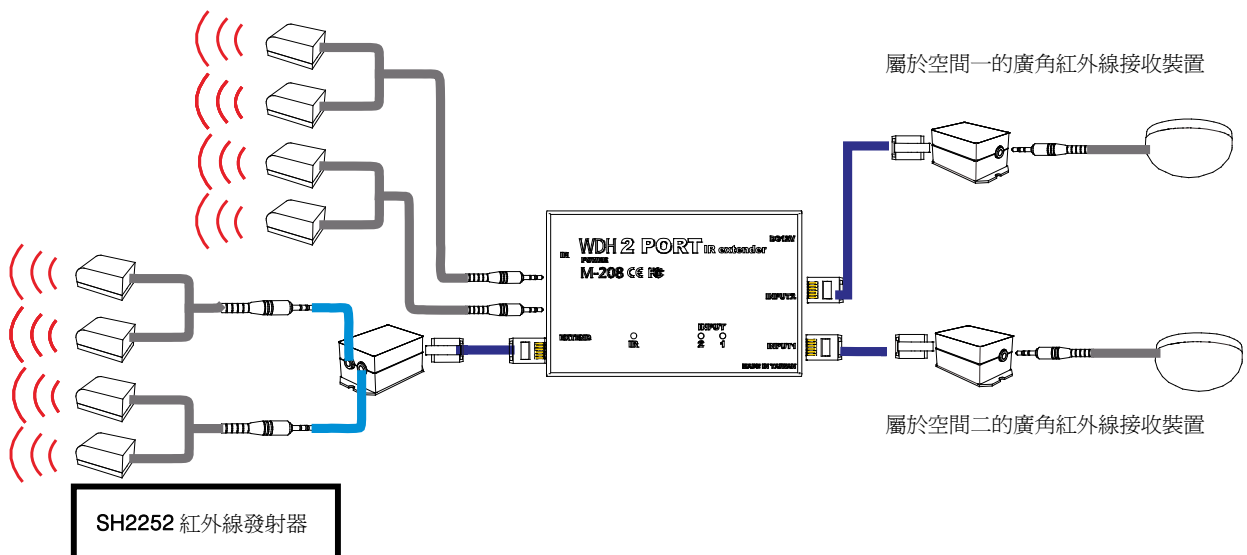 屬於空間一的廣角紅外線接收裝置
IR
WDH 2 PORT IR extender
POWER
M-208 CE FC
DC12V
INPUT2
EXTEND
IR
INPUT
2 1
INPUT1
MADE IN TAIWAN
屬於空間二的廣角紅外線接收裝置
SH2252 紅外線發射器